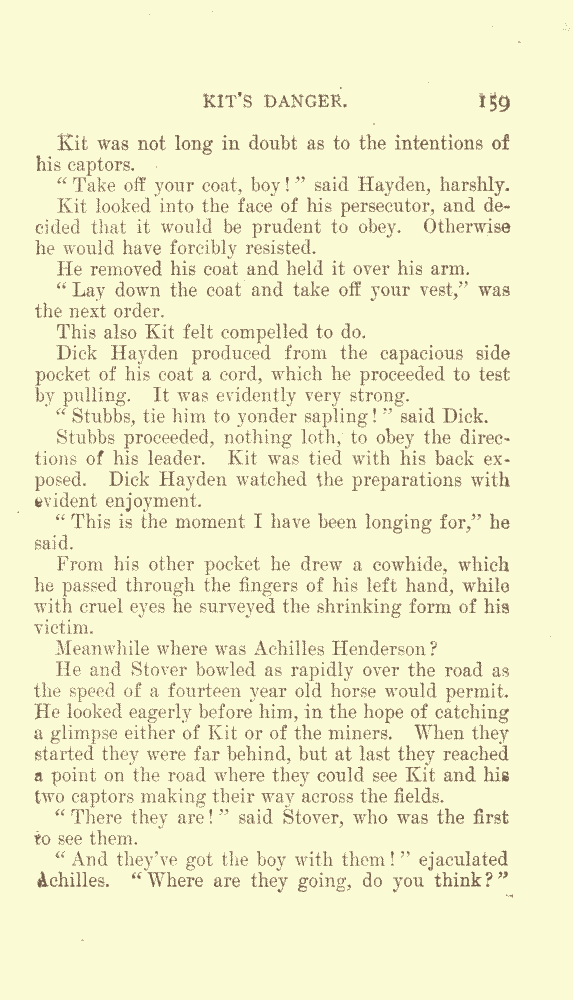 KIT'S DANGER. 159
Kit was not long in doubt as to the intentions of
his captors.
“ Take off your coat, boy! ” said Hayden, harshly.
Kit looked into the face of his persecutor, and de-
cided that it would be prudent to obey. Otherwise
he would have forcibly resisted.
He removed his coat and held it over his arm.
“ Lay down the coat and take off your vest,” was
the next order.
This also Kit felt compelled to do.
Dick Hayden produced from the capacious side
pocket of his coat a cord, which he proceeded to test
by pulling. It was evidently very strong.
“ Stubbs, tie him to yonder sapling! ” said Dick.
Stubbs proceeded, nothing loth, to obey the direc-
tions of his leader. Kit was tied with his back ex-
posed. Dick Hayden watched the preparations with
evident enjoyment.
“ This is the moment I have been longing for,” he
said.
From his other pocket he drew a cowhide, which
he passed through the fingers of his left hand, while
with cruel eyes he surveyed the shrinking form of his
victim.
Meanwhile where was Achilles Henderson?
He and Stover bowled as rapidly over the road as
the speed of a fourteen year old horse would permit.
He looked eagerly before him, in the hope of catching
a glimpse either of Kit or of the miners. When they
started they were far behind, but at last they reached
a point on the road where they could see Kit and his
two captors making their way across the fields.
“ There they are! ” said Stover, who was the first
to see them.
“ And they've got the boy with them! ” ejaculated
Achilles. “ Where are they going, do you think? ”